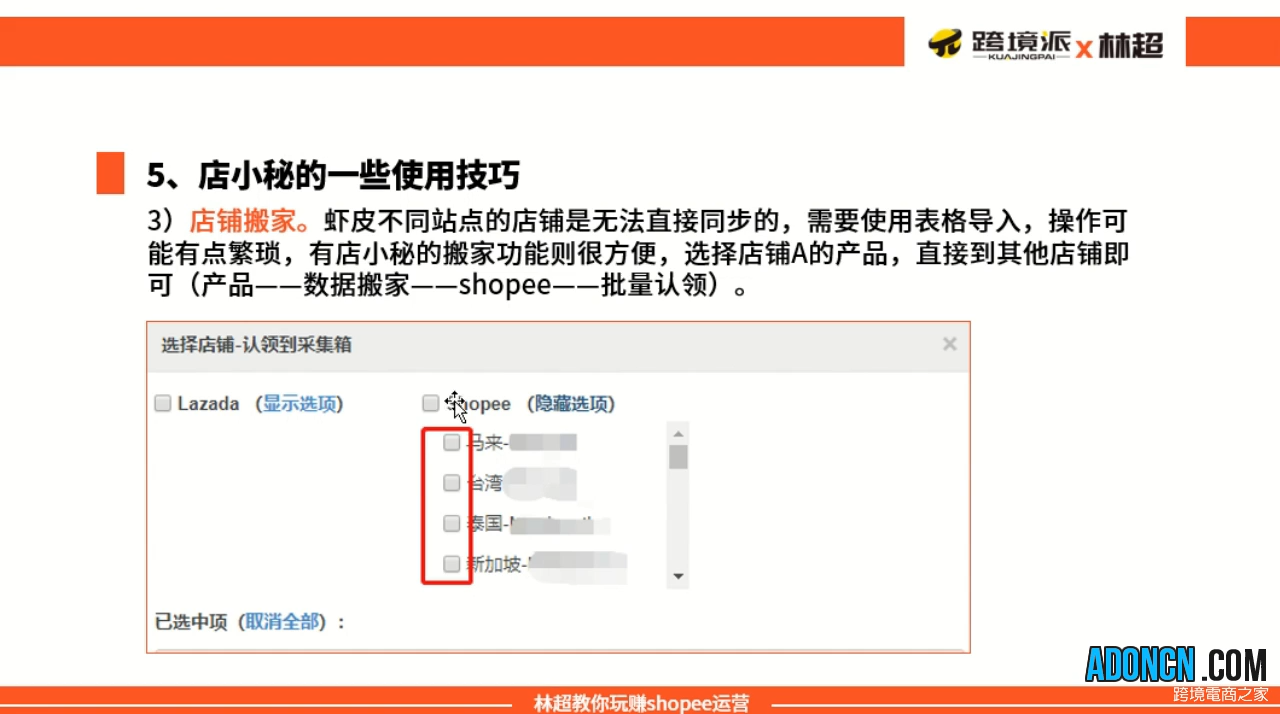 跨境派 x 林超
KUAJINGPAI
5、店小秘的一些使用技巧
3）店铺搬家。虾皮不同站点的店铺是无法直接同步的，需要使用表格导入，操作可
能有点繁琐，有店小秘的搬家功能则很方便，选择店铺A的产品，直接到其他店铺即
可（产品——数据搬家——shopee——批量认领）。
选择店铺-认领到采集箱
Lazada （显示选项） Shopee （隐藏选项）
马来-
台湾
泰国-
新加坡-
已选中项（取消全部）：
ADONCN.COM
跨境電商之家
林超教你玩赚shopee运营